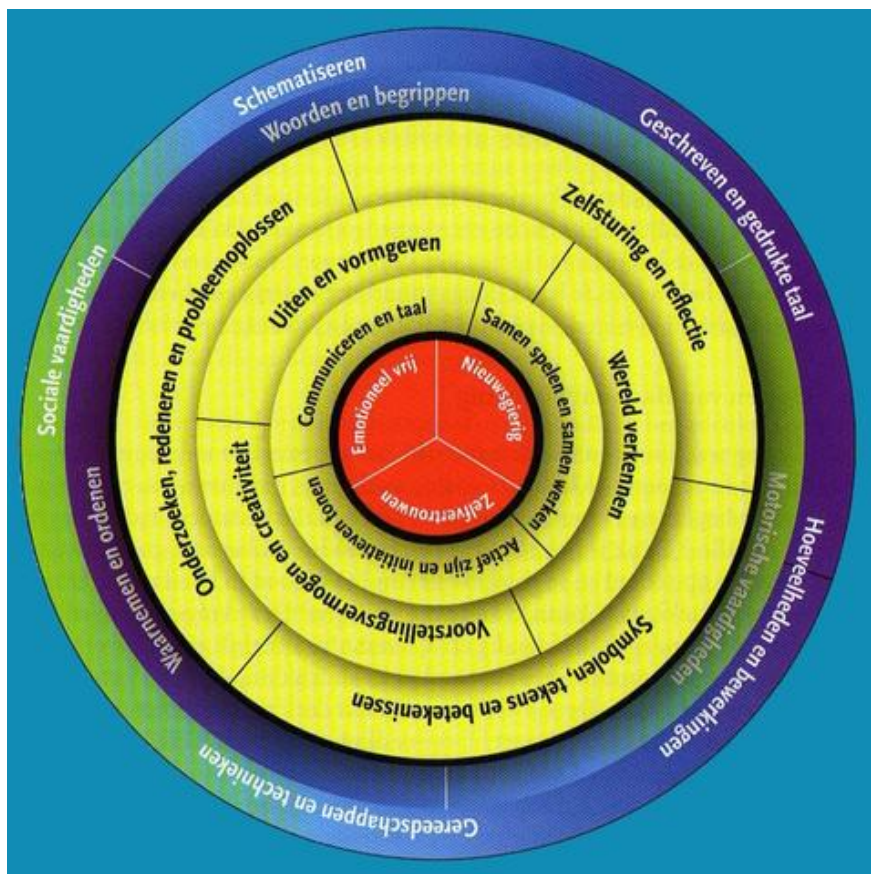 Schematiseren
Geschreven en gedrukte taal
Hoeveelheden en bewerkingen
Gereedschappen en technieken
Sociale vaardigheden
Woorden en begrippen
Motorische vaardigheden
Waarnemen en ordenen
Zelfsturing en reflectie
Symbolen, tekens en betekenissen
Onderzoeken, redeneren en probleemoplossen
Uiten en vormgeven
Wereld verkennen
Voorstellingsvermogen en creativiteit
Communiceren en taal
Samen spelen en samen werken
Actief zijn en initiatieven tonen
Emotioneel vrij
Nieuwsgierig
Zelfvertrouwen